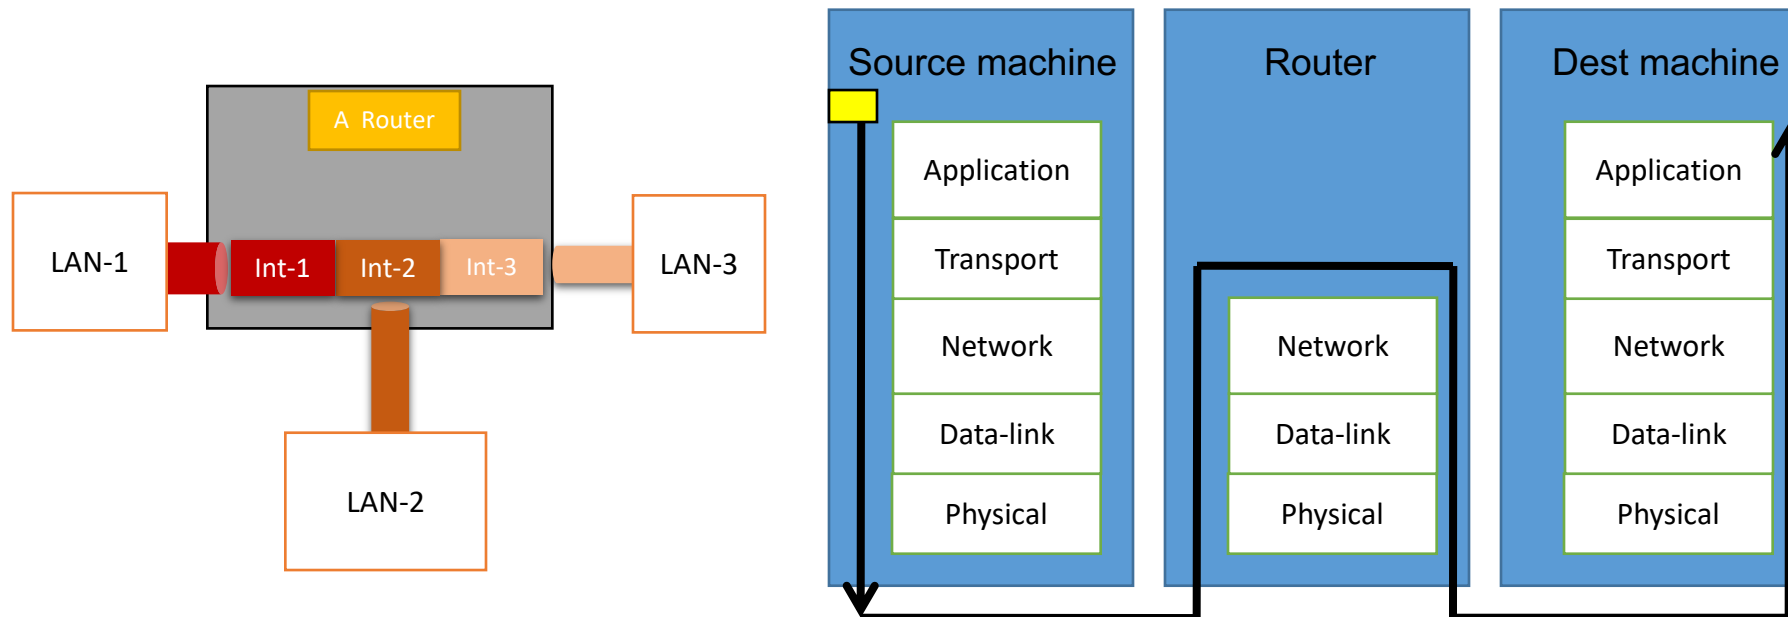 A Router
LAN-1
Int-1
Int-2
Int-3
LAN-3
LAN-2
Source machine
Application
Transport
Network
Data-link
Physical
Router
Network
Data-link
Physical
Dest machine
Application
Transport
Network
Data-link
Physical